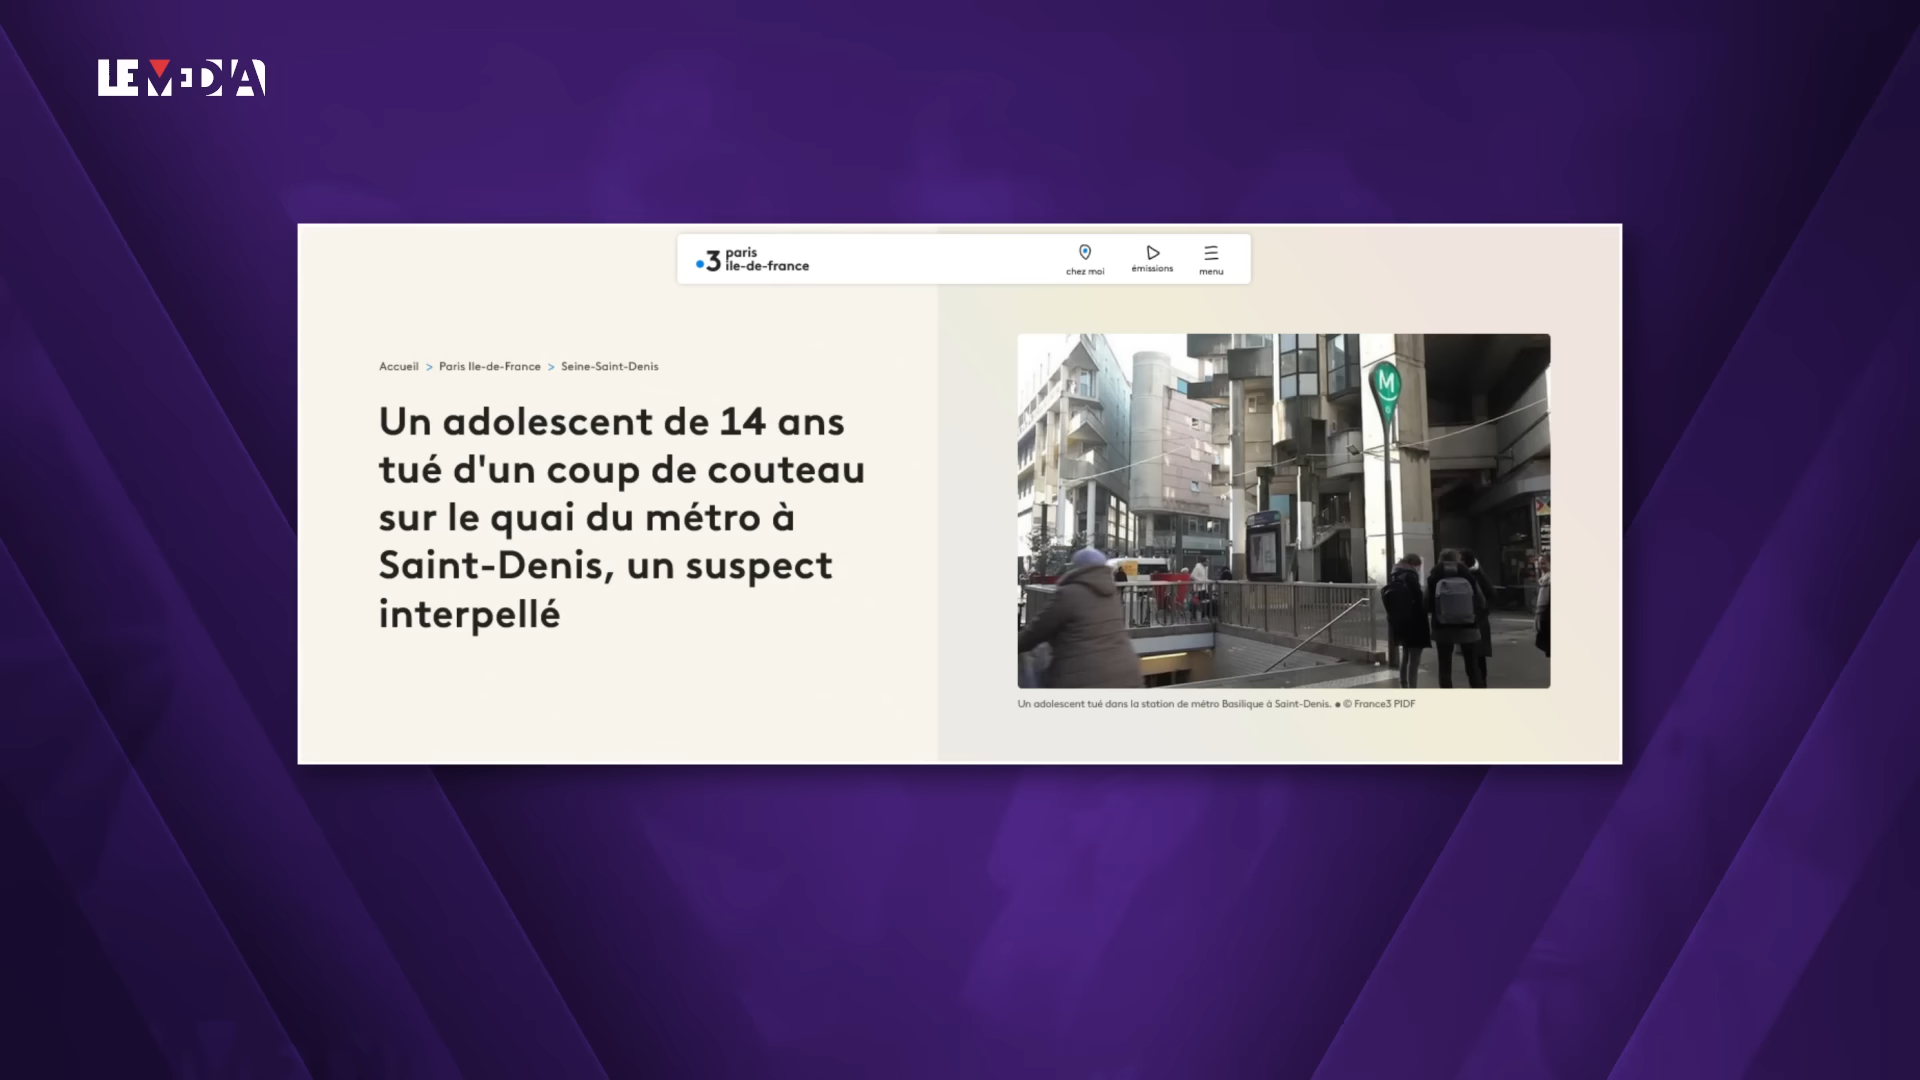 LE MEDIA
3 paris
ile-de-france
chez moi
émissions
menu
Accueil > Paris Ile-de-France > Seine-Saint-Denis
Un adolescent de 14 ans
tué d'un coup de couteau
sur le quai du métro à
Saint-Denis, un suspect
interpellé
M
Un adolescent tué dans la station de métro Basilique à Saint-Denis. • © France3 PIDF